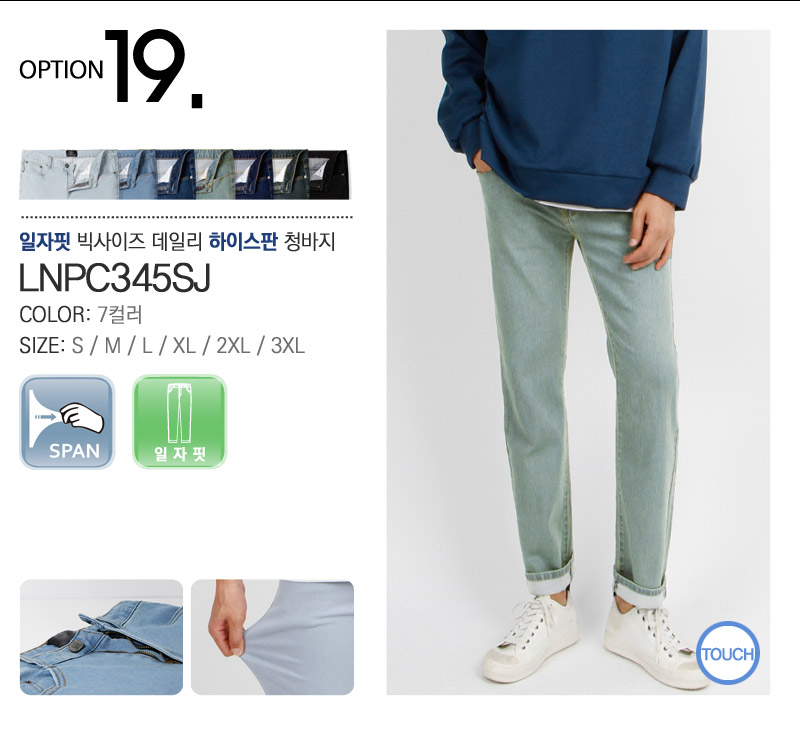 OPTION 19.
일자핏 빅사이즈 데일리 하이스판 청바지
LNPC345SJ
COLOR: 7컬러
SIZE: S / M / L / XL / 2XL / 3XL
SPAN
일자핏
TOUCH